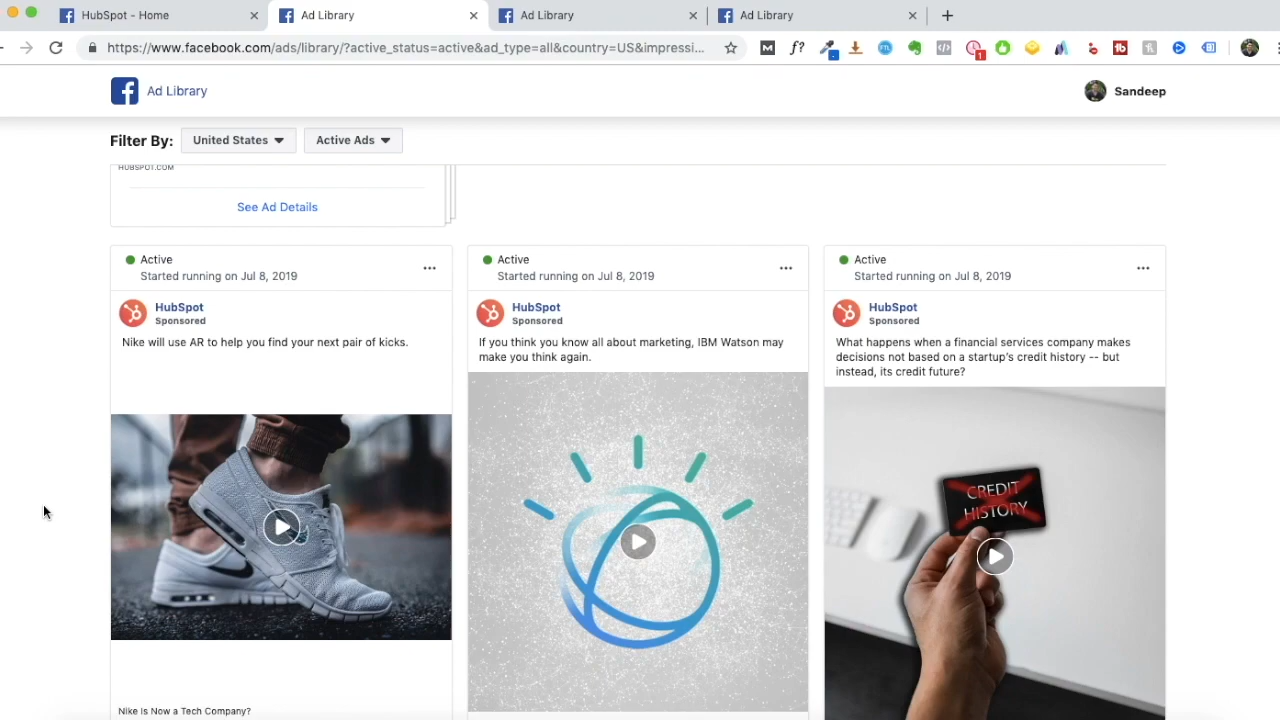 HubSpot - Home
Ad Library
Ad Library
Ad Library
https://www.facebook.com/ads/library/?active_status=active&ad_type=all&country=US&impressi...
Ad Library
Sandeep
Filter By:
United States
Active Ads
HUBSPOT.COM
See Ad Details
Active
Started running on Jul 8, 2019
HubSpot
Sponsored
Nike will use AR to help you find your next pair of kicks.
Nike Is Now a Tech Company?
Active
Started running on Jul 8, 2019
HubSpot
Sponsored
If you think you know all about marketing, IBM Watson may
make you think again.
Active
Started running on Jul 8, 2019
HubSpot
Sponsored
What happens when a financial services company makes
decisions not based on a startup's credit history -- but
instead, its credit future?
CREDIT
HISTORY